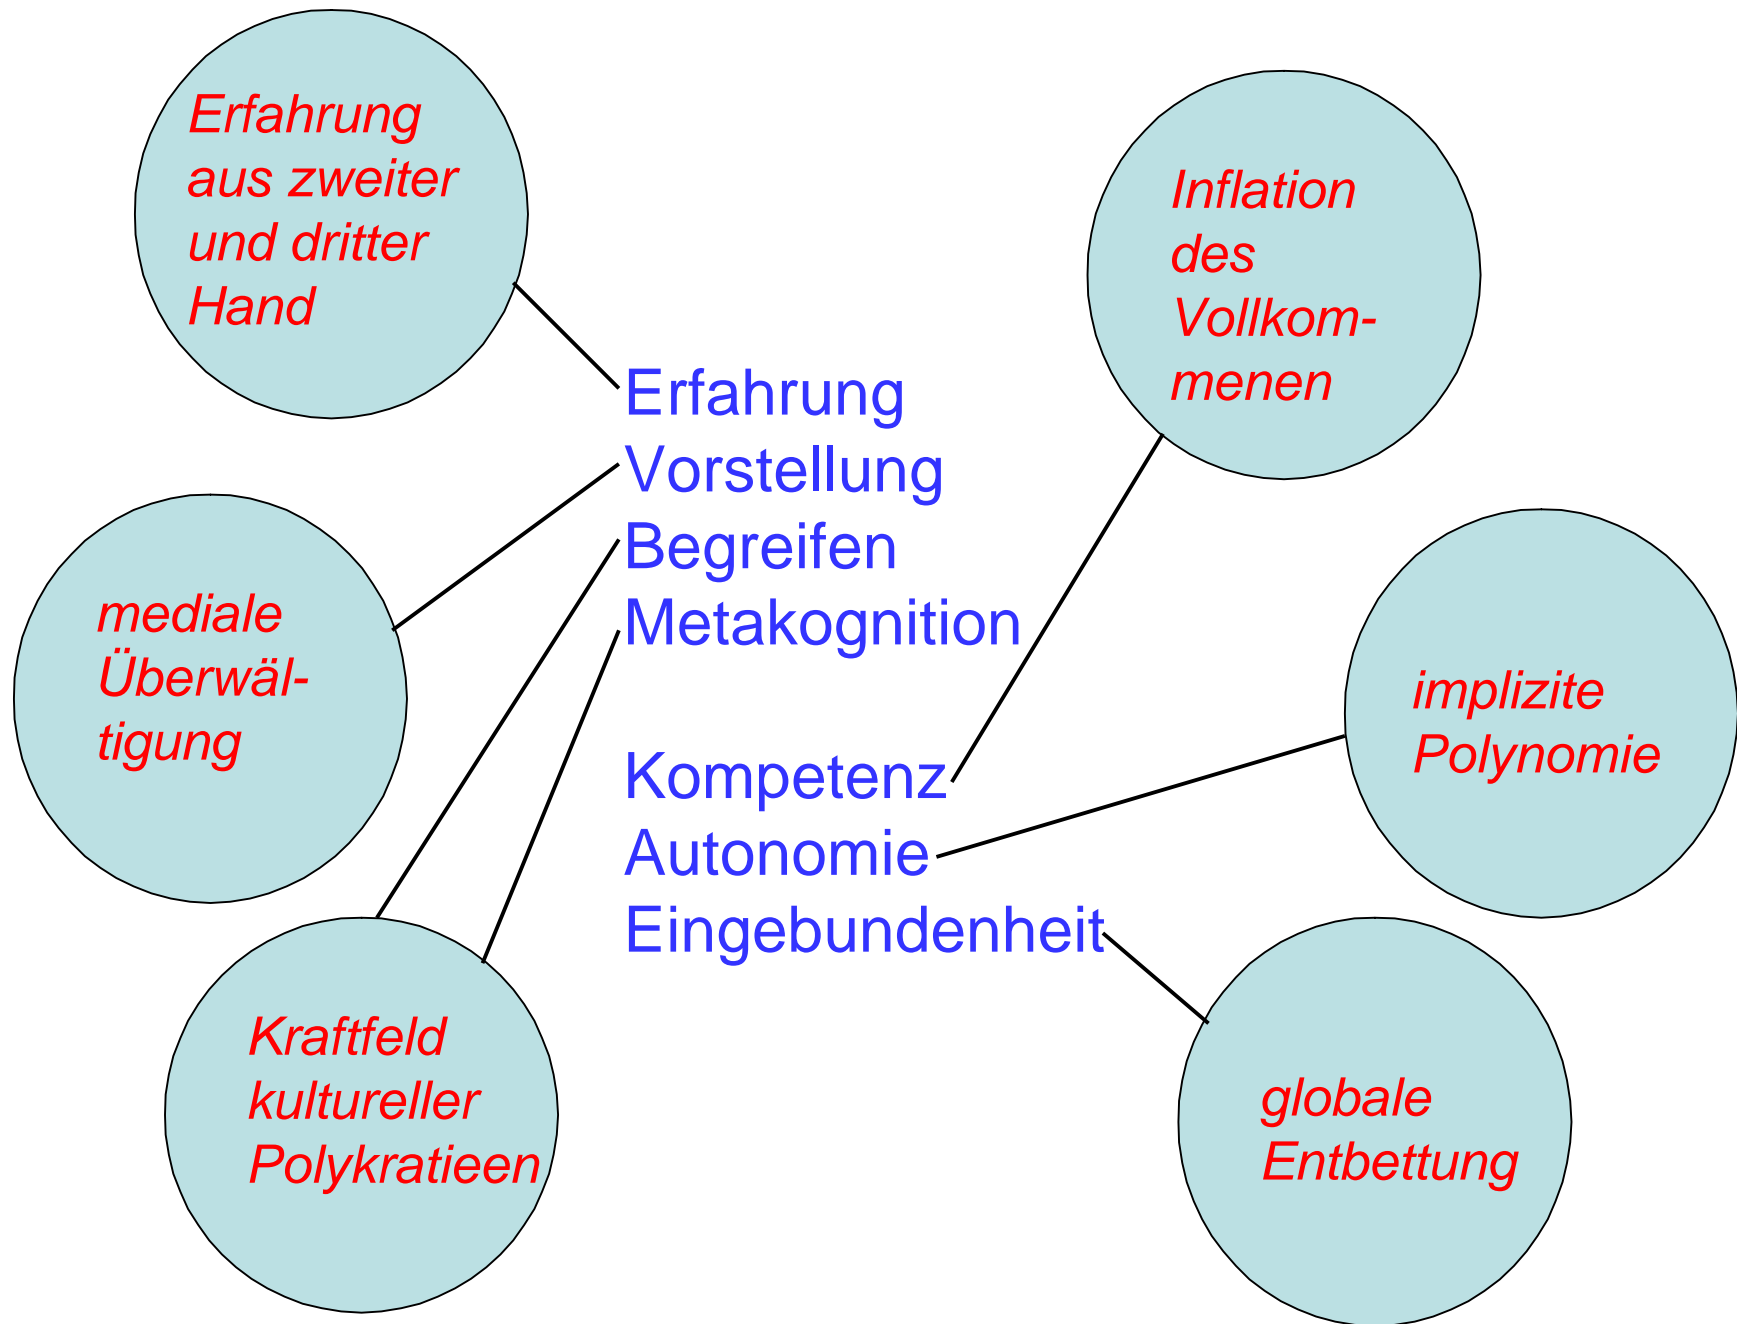 Erfahrung
aus zweiter
und dritter
Hand
Inflation
des
Vollkom-
menen
Erfahrung
Vorstellung
Begreifen
Metakognition
mediale
Überwäl-
tigung
implizite
Polynomie
Kompetenz
Autonomie
Eingebundenheit
Kraftfeld
kultureller
Polykratieen
globale
Entbettung